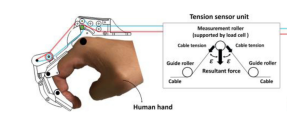 Tension sensor unit
Measurement roller
(supported by load cell)
Cable tension
Cable tension
ε
ε
Guide roller
Guide roller
Resultant force
Cable
Cable
Human hand